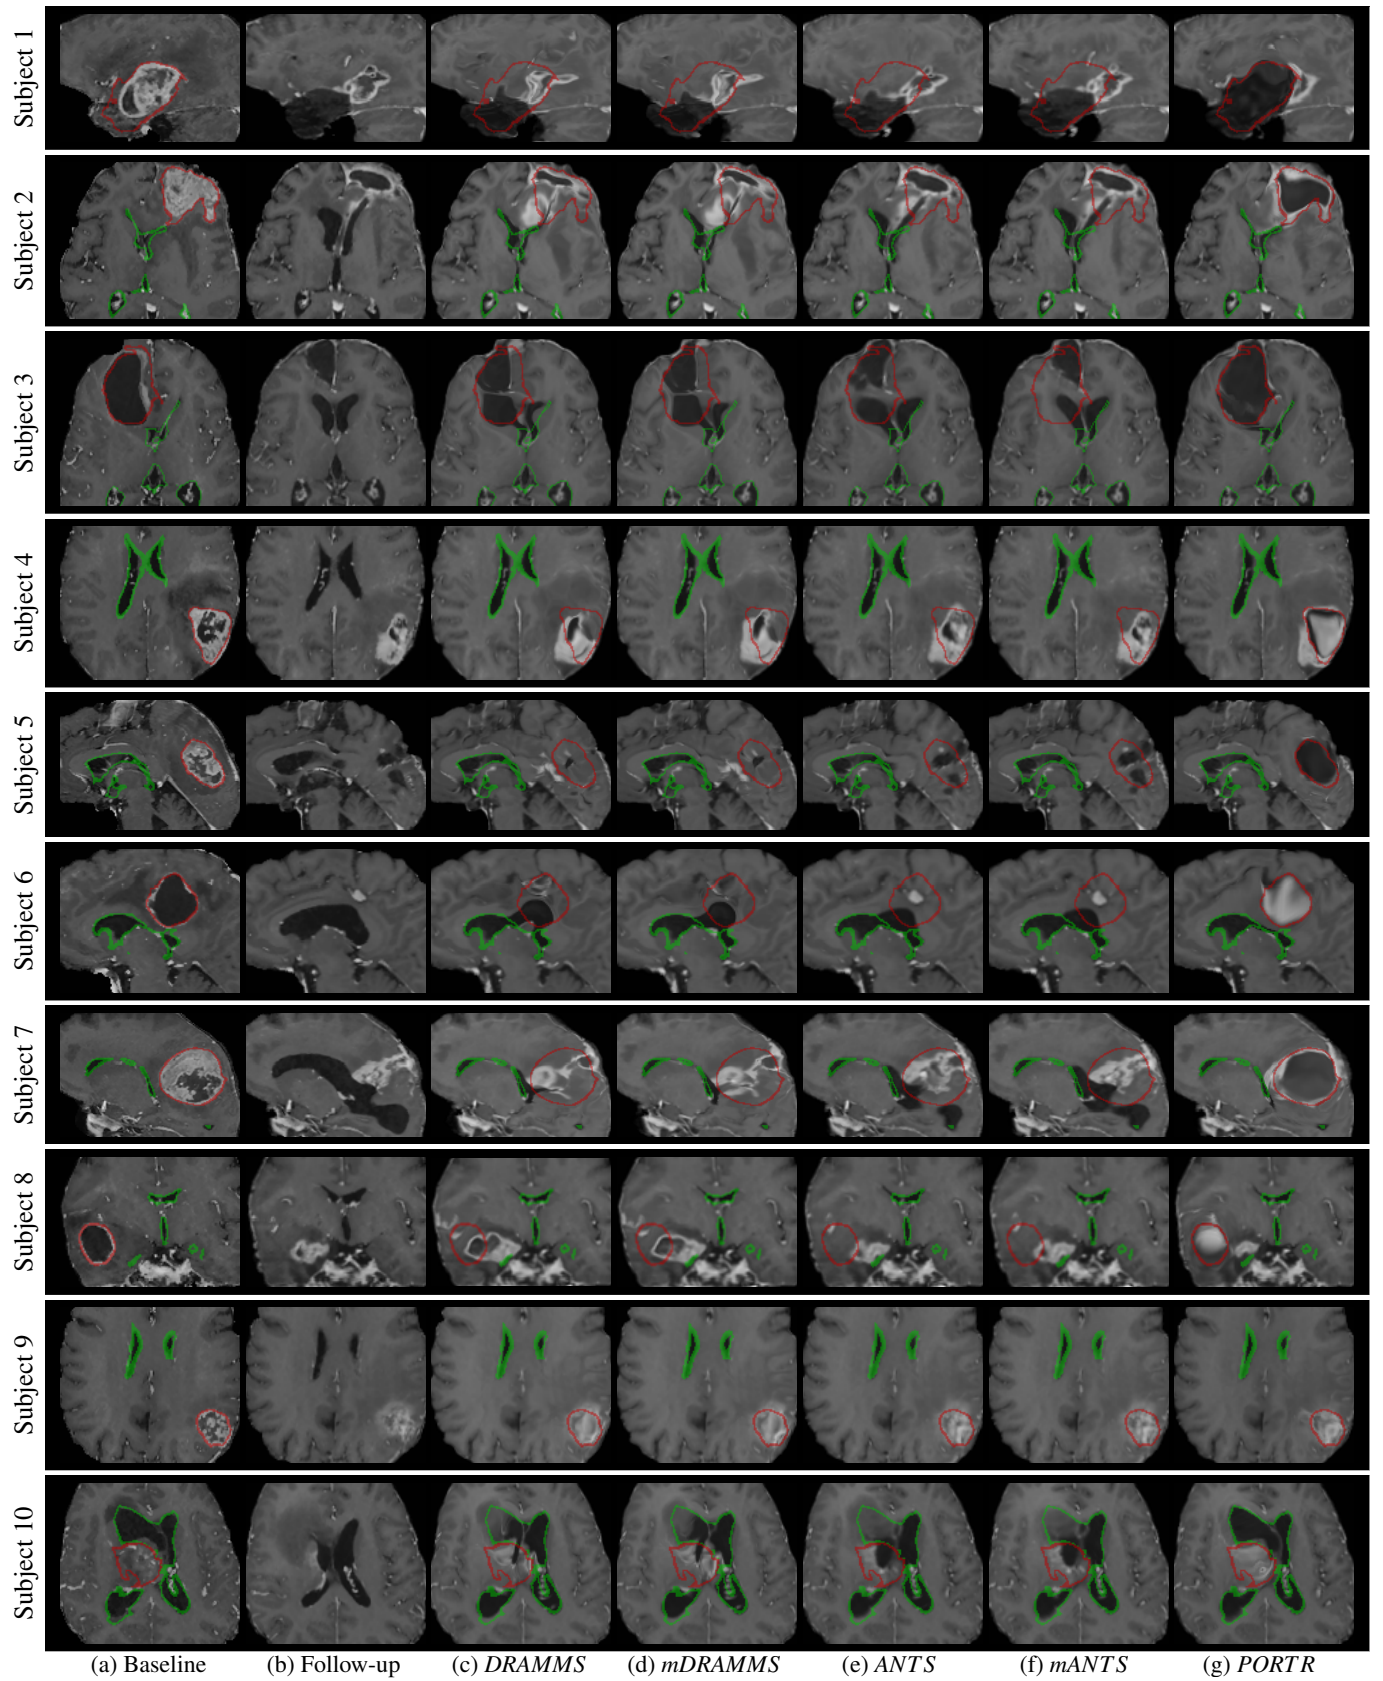 Subject 1
Subject 2
Subject 3
Subject 4
Subject 5
Subject 6
Subject 7
Subject 8
Subject 9
Subject 10
(a) Baseline (b) Follow-up (c) DRAMMS (d) mDRAMMS (e) ANTS (f) mANTS (g) PORTR